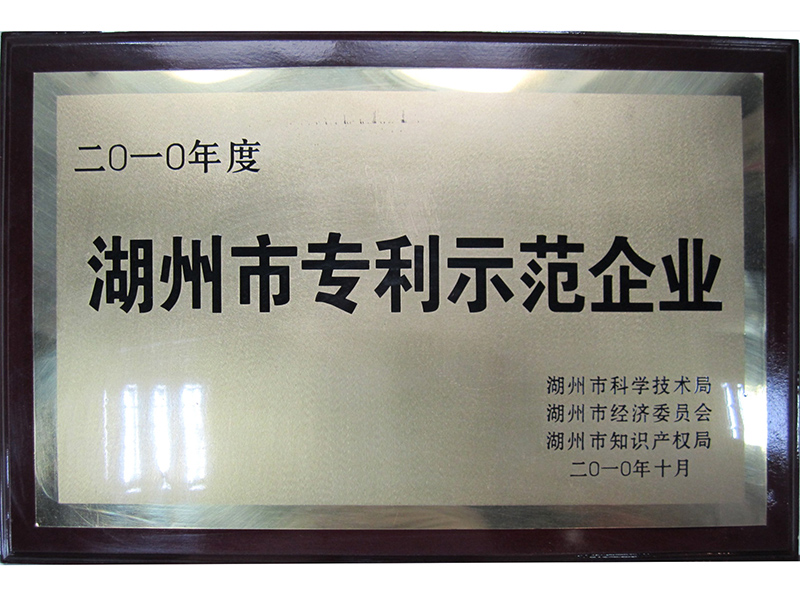 二0一0年度
湖州市专利示范企业
湖州市科学技术局
湖州市经济委员会
湖州市知识产权局
二0一0年十月